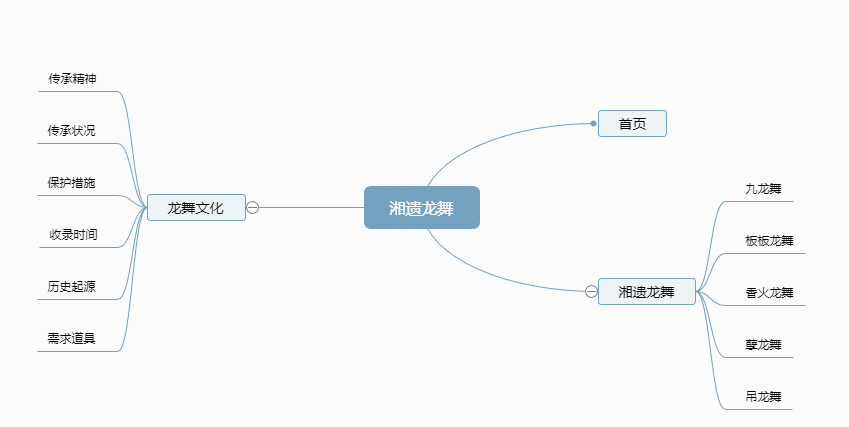 湘遗龙舞
首页
湘遗龙舞
九龙舞
板板龙舞
香火龙舞
孽龙舞
吊龙舞
龙舞文化
传承精神
传承状况
保护措施
收录时间
历史起源
需求道具